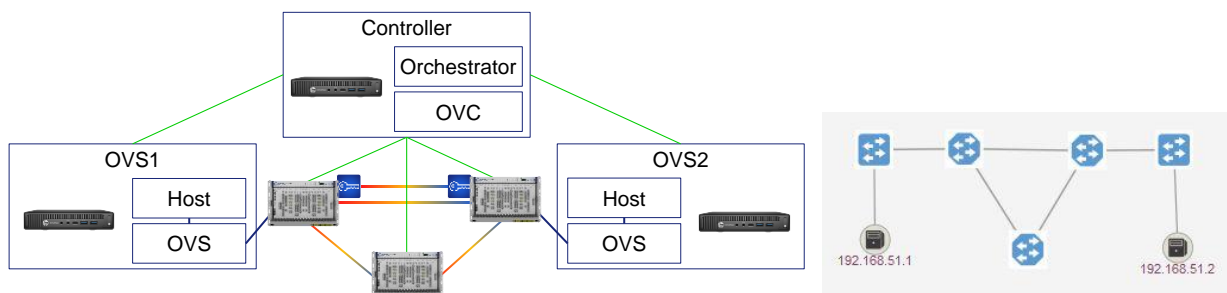 Controller
Orchestrator
OVC
OVS1
Host
OVS
OVS2
Host
OVS
192.168.51.1
192.168.51.2